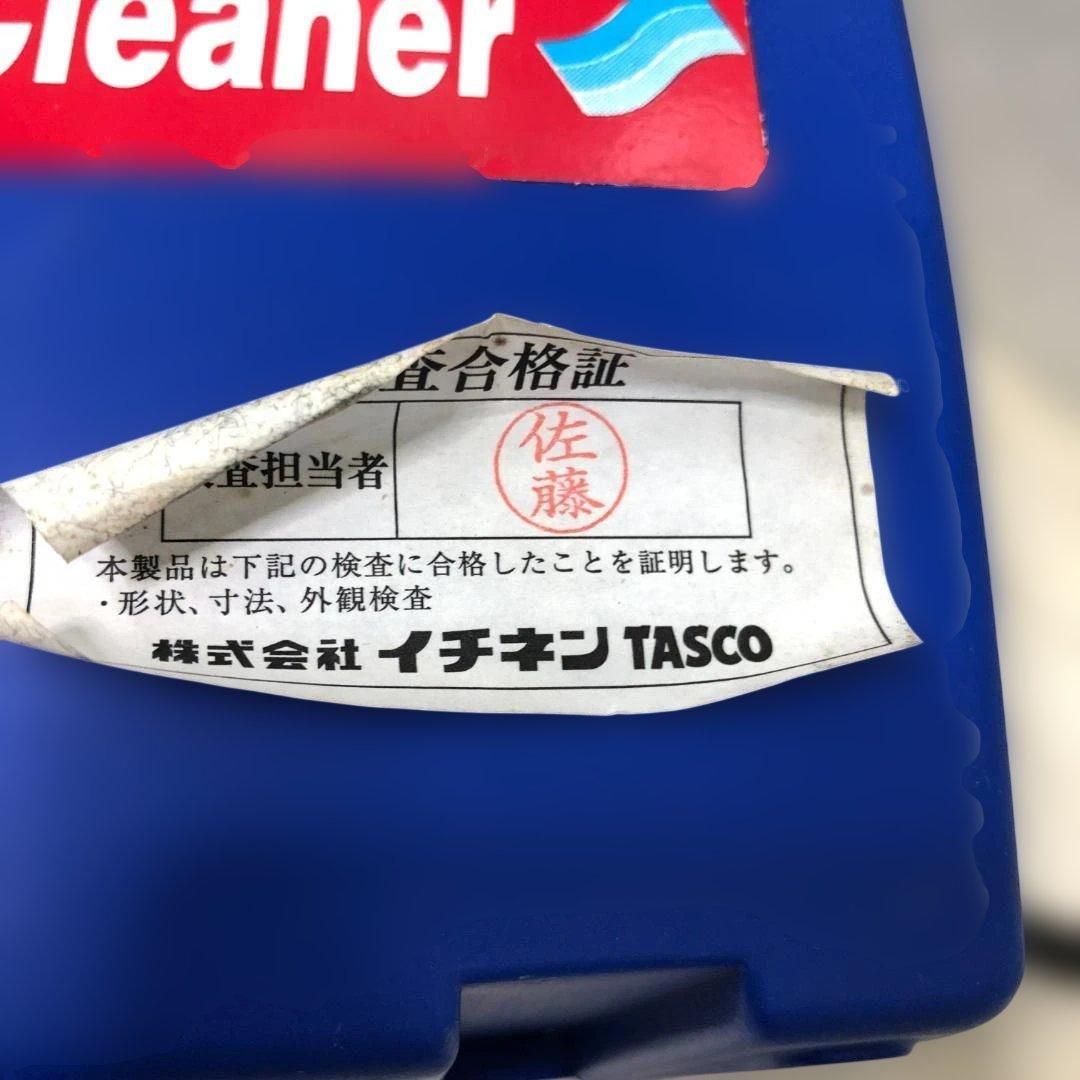 Cleaner
査合格証
査担当者
佐
藤
本製品は下記の検査に合格したことを証明します。
・形状、寸法、外観検査
株式会社 イチネン TASCO